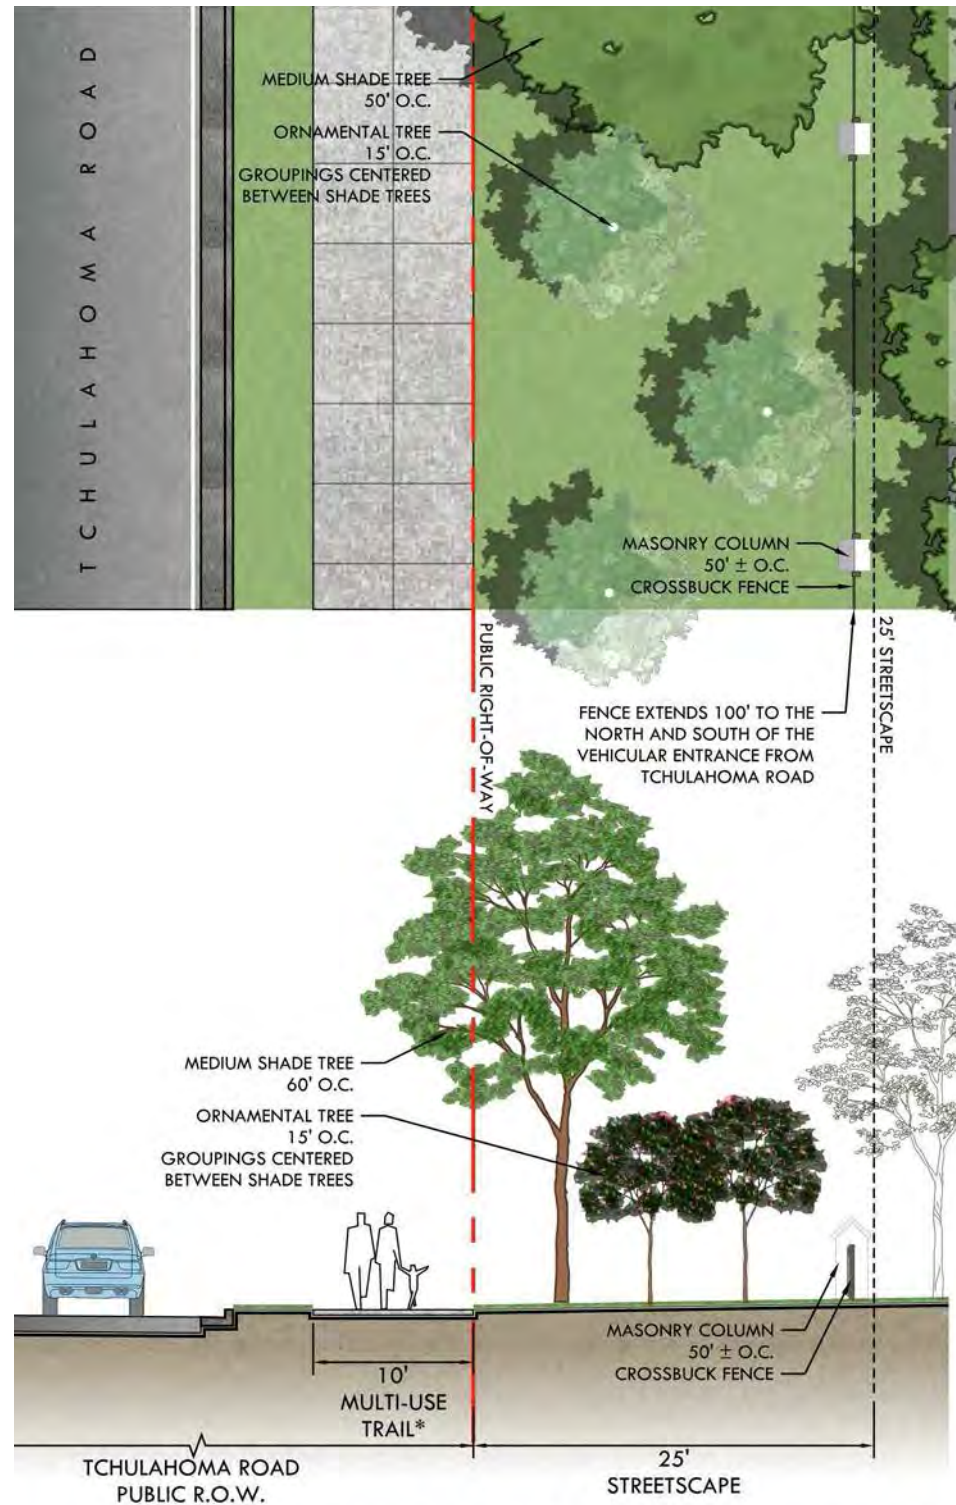 TCHULAHOMA ROAD
MEDIUM SHADE TREE
50' O.C.
ORNAMENTAL TREE
15' O.C.
GROUPINGS CENTERED
BETWEEN SHADE TREES
MASONRY COLUMN
50' ± O.C.
CROSSBUCK FENCE
PUBLIC RIGHT-OF-WAY
25' STREETSCAPE
FENCE EXTENDS 100' TO THE
NORTH AND SOUTH OF THE
VEHICULAR ENTRANCE FROM
TCHULAHOMA ROAD
MEDIUM SHADE TREE
60' O.C.
ORNAMENTAL TREE
15' O.C.
GROUPINGS CENTERED
BETWEEN SHADE TREES
MASONRY COLUMN
50' ± O.C.
CROSSBUCK FENCE
10'
MULTI-USE
TRAIL*
TCHULAHOMA ROAD
PUBLIC R.O.W.
25'
STREETSCAPE